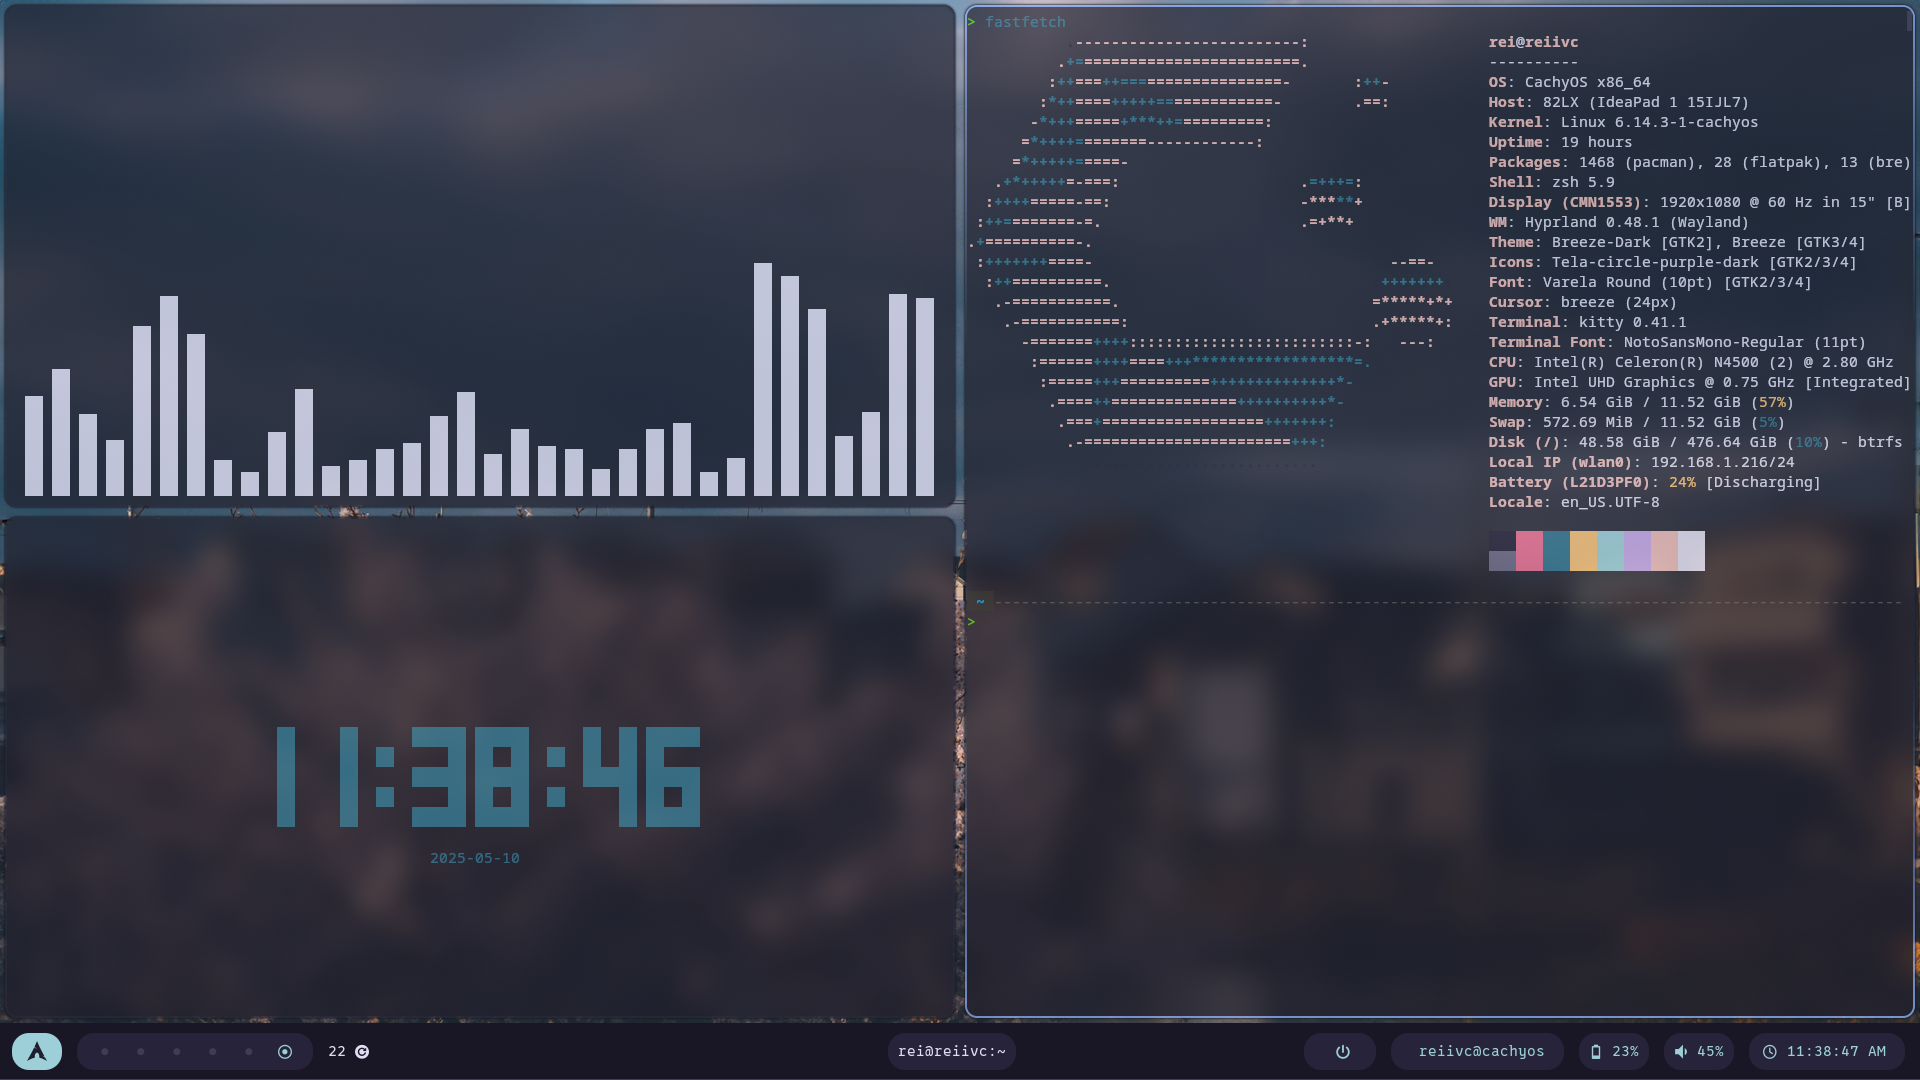 > fastfetch
rei@reiivc
----------
OS: CachyOS x86_64
Host: 82LX (IdeaPad 1 15IJL7)
Kernel: Linux 6.14.3-1-cachyos
Uptime: 19 hours
Packages: 1468 (pacman), 28 (flatpak), 13 (bre)
Shell: zsh 5.9
Display (CMN1553): 1920x1080 @ 60 Hz in 15" [B]
WM: Hyprland 0.48.1 (Wayland)
Theme: Breeze-Dark [GTK2], Breeze [GTK3/4]
Icons: Tela-circle-purple-dark [GTK2/3/4]
Font: Varela Round (10pt) [GTK2/3/4]
Cursor: breeze (24px)
Terminal: kitty 0.41.1
Terminal Font: NotoSansMono-Regular (11pt)
CPU: Intel(R) Celeron(R) N4500 (2) @ 2.80 GHz
GPU: Intel UHD Graphics @ 0.75 GHz [Integrated]
Memory: 6.54 GiB / 11.52 GiB (57%)
Swap: 572.69 MiB / 11.52 GiB (5%)
Disk (/): 48.58 GiB / 476.64 GiB (10%) - btrfs
Local IP (wlan0): 192.168.1.216/24
Battery (L21D3PF0): 24% [Discharging]
Locale: en_US.UTF-8
~
>
11:38:46
2025-05-10
22
rei@reiivc:~
reiivc@cachyos
23%
45%
11:38:47 AM